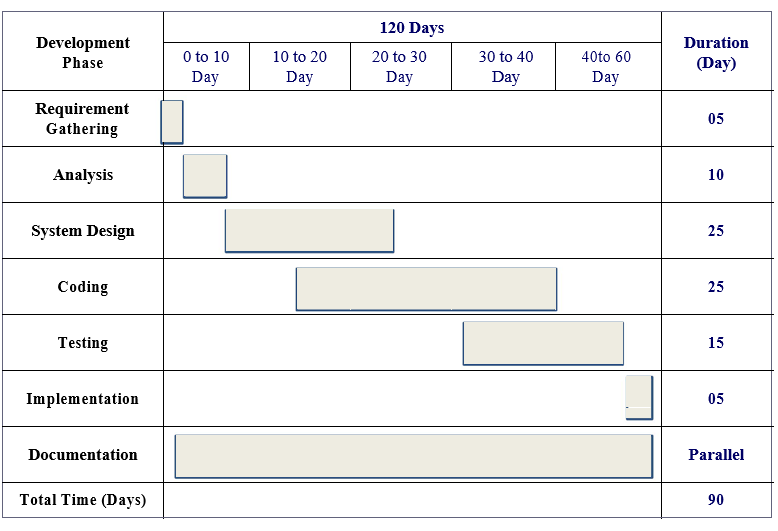 120 Days
Development
Phase
Duration
(Day)
0 to 10
Day
10 to 20
Day
20 to 30
Day
30 to 40
Day
40to 60
Day
Requirement
Gathering
05
Analysis
10
System Design
25
Coding
25
Testing
15
Implementation
05
Documentation
Parallel
Total Time (Days)
90